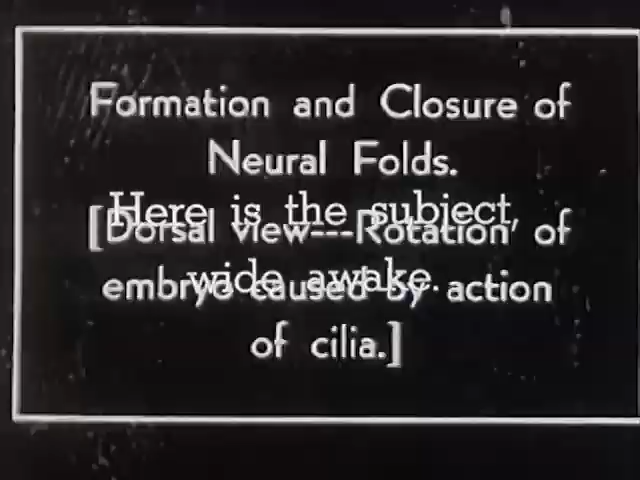 Formation and Closure of
Neural Folds.
Here is the subject,
[Dorsal view---Rotation of
wide awake.
embryo caused by action
of cilia.]